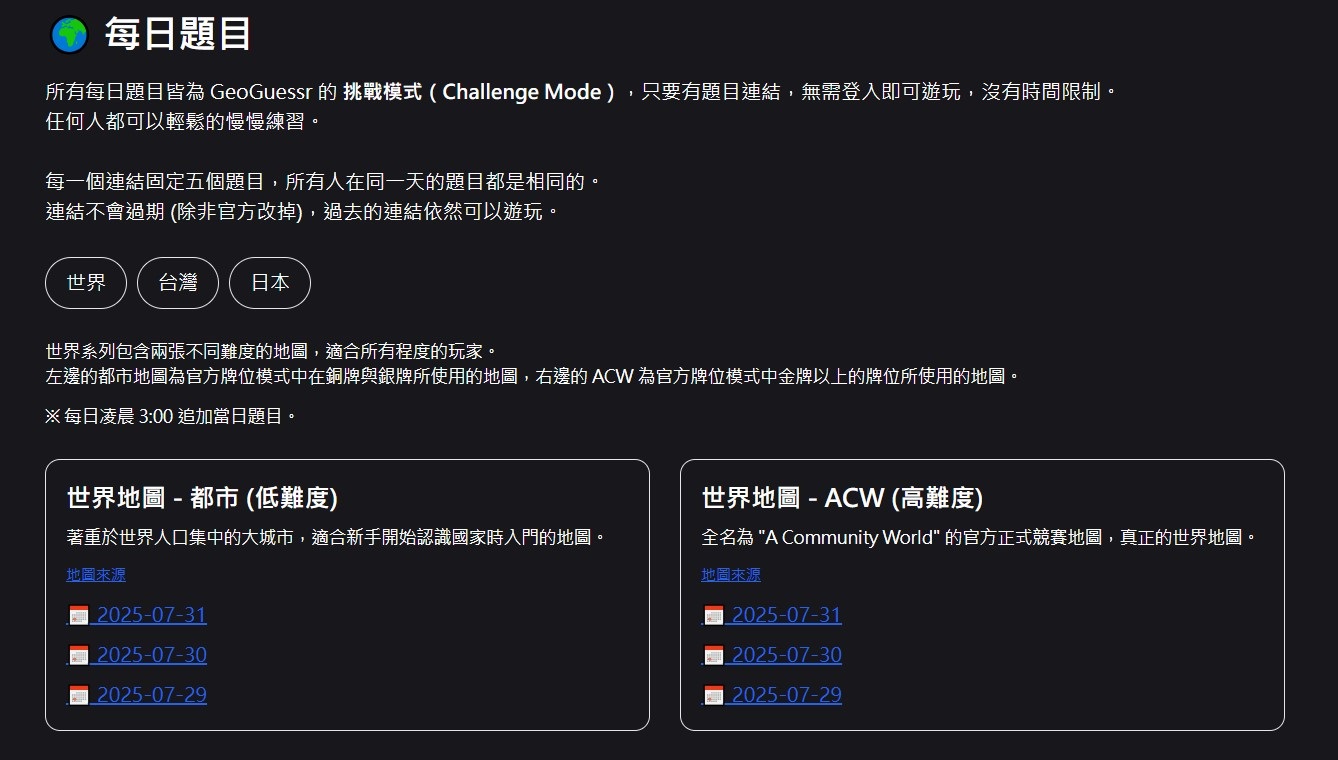 每日題目
所有每日題目皆為 GeoGuessr 的 挑戰模式 ( Challenge Mode ) ，只要有題目連結，無需登入即可遊玩，沒有時間限制。
任何人都可以輕鬆的慢慢練習。
每一個連結固定五個題目，所有人在同一天的題目都是相同的。
連結不會過期 (除非官方改掉)，過去的連結依然可以遊玩。
世界
台灣
日本
世界系列包含兩張不同難度的地圖，適合所有程度的玩家。
左邊的都市地圖為官方牌位模式中在銅牌與銀牌所使用的地圖，右邊的 ACW 為官方牌位模式中金牌以上的牌位所使用的地圖。
※ 每日凌晨 3:00 追加當日題目。
世界地圖 - 都市 (低難度)
著重於世界人口集中的大城市，適合新手開始認識國家時入門的地圖。
地圖來源
2025-07-31
2025-07-30
2025-07-29
世界地圖 - ACW (高難度)
全名為 "A Community World" 的官方正式競賽地圖，真正的世界地圖。
地圖來源
2025-07-31
2025-07-30
2025-07-29